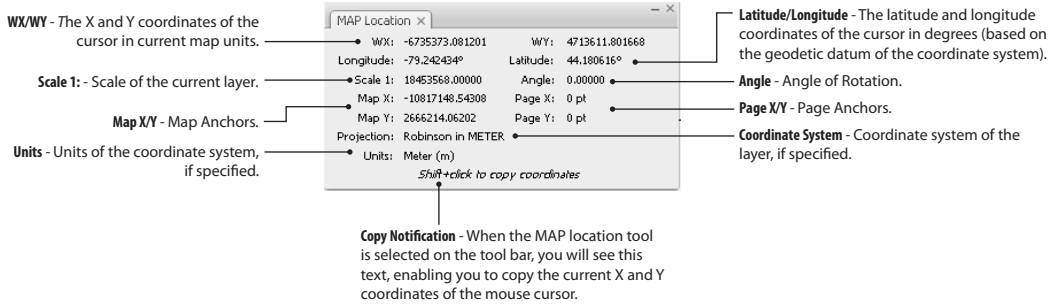 WX/WY - The X and Y coordinates of the
cursor in current map units.
Scale 1: - Scale of the current layer.
Map X/Y - Map Anchors.
Units - Units of the coordinate system,
if specified.
MAP Location ×
WX: -6735373.081201 WY: 4713611.801668
Longitude: -79.242434º Latitude: 44.180616º
Scale 1: 18453568.00000 Angle: 0.00000
Map X: -10817148.54308 Page X: 0 pt
Map Y: 2666214.06202 Page Y: 0 pt
Projection: Robinson in METER
Units: Meter (m)
Shift+click to copy coordinates
Latitude/Longitude - The latitude and longitude
coordinates of the cursor in degrees (based on
the geodetic datum of the coordinate system).
Angle - Angle of Rotation.
Page X/Y - Page Anchors.
Coordinate System - Coordinate system of the
layer, if specified.
Copy Notification - When the MAP location tool
is selected on the tool bar, you will see this
text, enabling you to copy the current X and Y
coordinates of the mouse cursor.